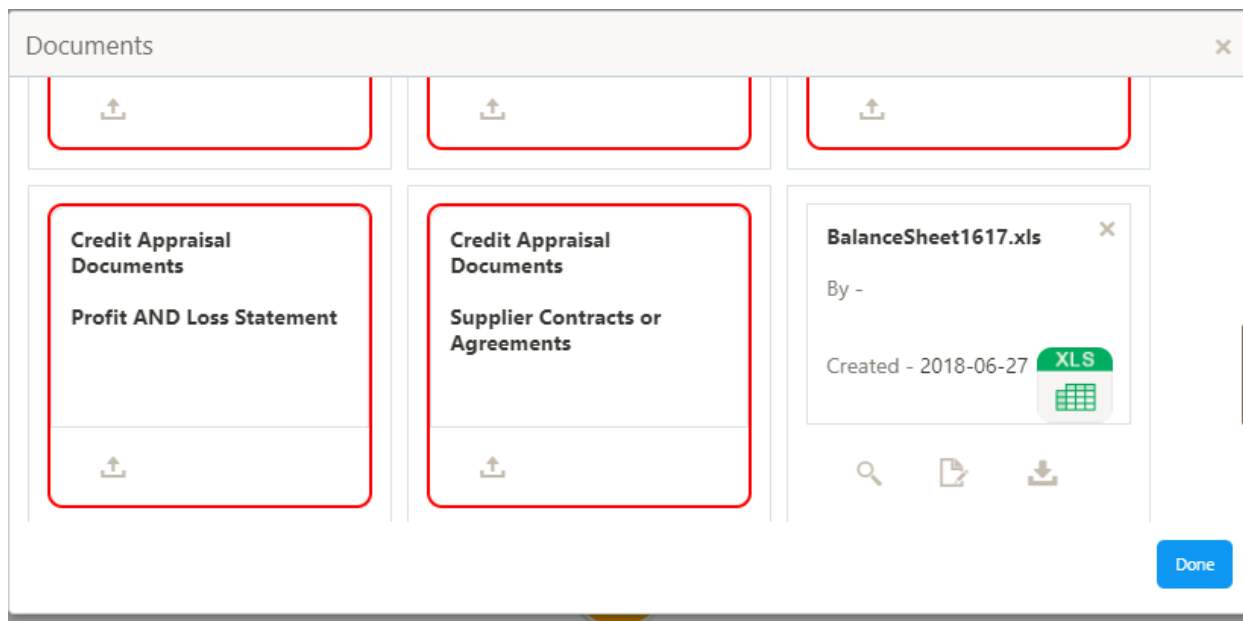 Documents
Credit Appraisal
Documents
Profit AND Loss Statement
Credit Appraisal
Documents
Supplier Contracts or
Agreements
BalanceSheet1617.xls
By -
Created - 2018-06-27
XLS
Done